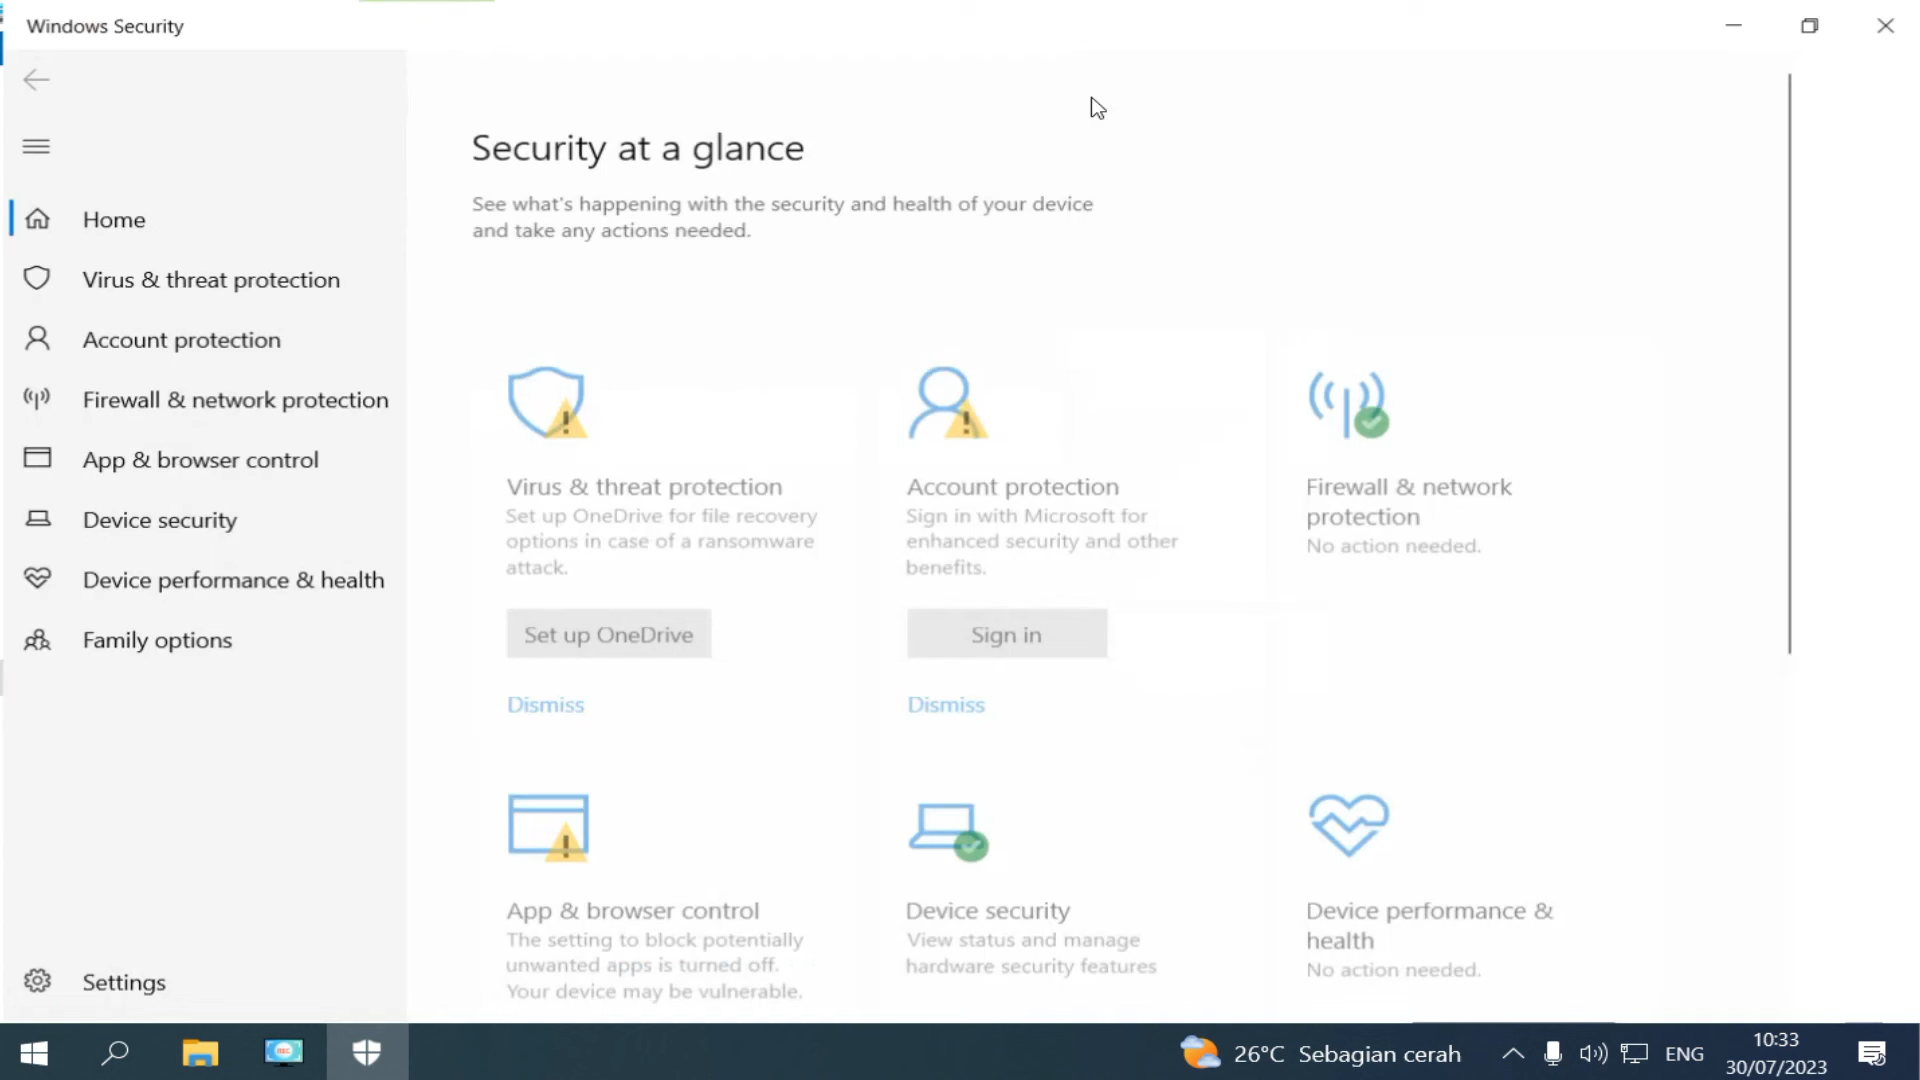 Windows Security
Home
Virus & threat protection
Account protection
Firewall & network protection
App & browser control
Device security
Device performance & health
Family options
Settings
Security at a glance
See what's happening with the security and health of your device
and take any actions needed.
Virus & threat protection
Set up OneDrive for file recovery
options in case of a ransomware
attack.
Set up OneDrive
Dismiss
Account protection
Sign in with Microsoft for
enhanced security and other
benefits.
Sign in
Dismiss
Firewall & network
protection
No action needed.
App & browser control
The setting to block potentially
unwanted apps is turned off.
Your device may be vulnerable.
Device security
View status and manage
hardware security features
Device performance &
health
No action needed.
REC
26°C Sebagian cerah
ENG
10:33
30/07/2023